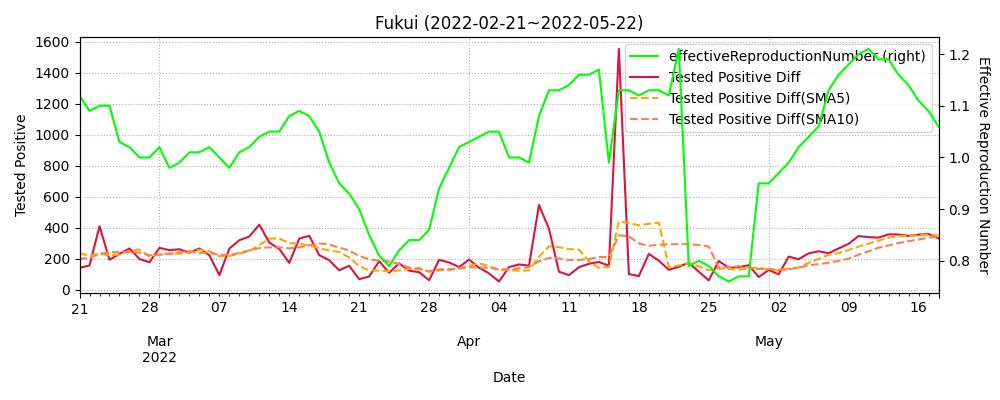 Fukui (2022-02-21~2022-05-22)
effectiveReproductionNumber (right)
Tested Positive Diff
Tested Positive Diff(SMA5)
Tested Positive Diff(SMA10)
Tested Positive
1600
1400
1200
1000
800
600
400
200
0
1.2
1.1
1.0
0.9
0.8
Effective Reproduction Number
21 28 07 14 21 28 04 11 18 25 02 09 16
Mar Apr May
2022
Date